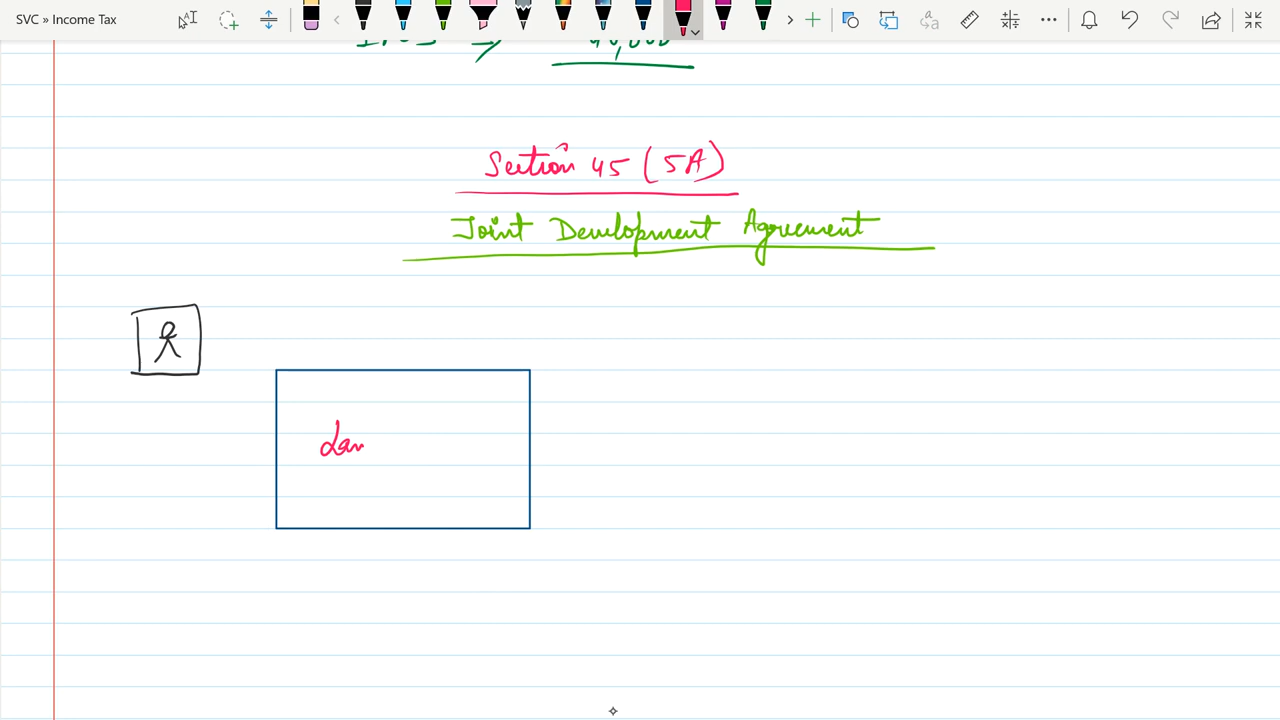 SVC » Income Tax
Section 45 (5A)
Joint Development Agreement
Lan